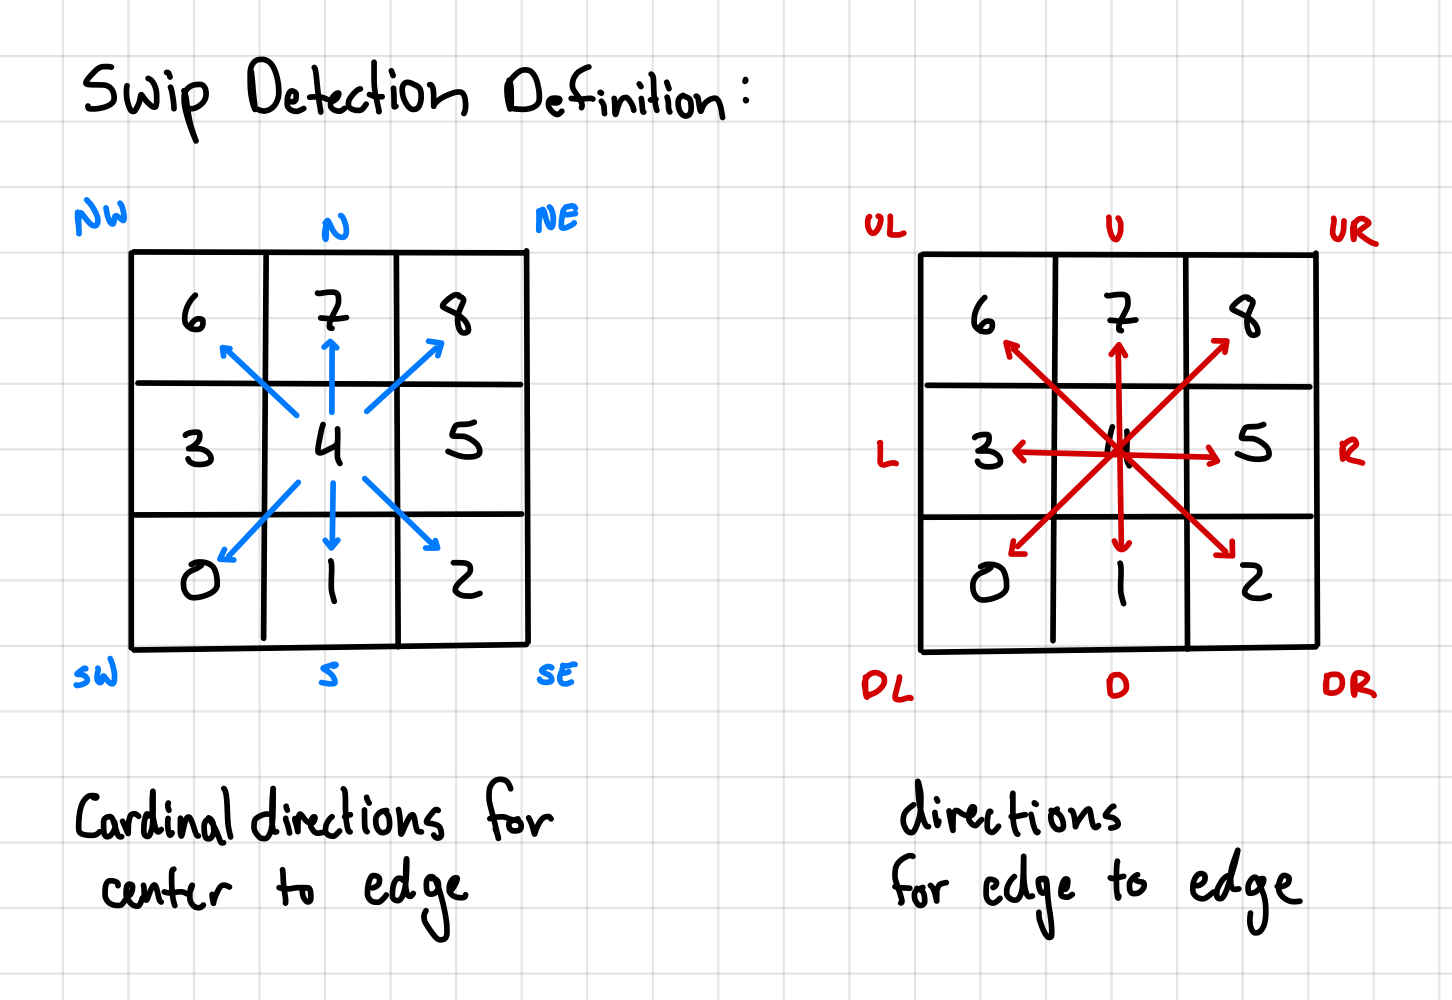 Swip Detection Definition:
NW N NE
6 7 8
3 4 5
0 1 2
SW S SE
Cardinal directions for
center to edge
UL U UR
6 7 8
L 3 4 5 R
0 1 2
DL D DR
directions
for edge to edge